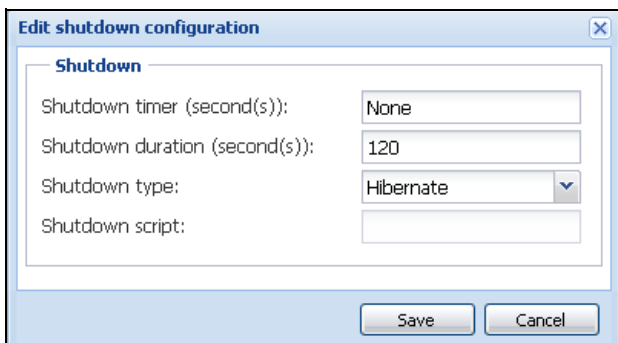 Edit shutdown configuration
Shutdown
Shutdown timer (second(s)): None
Shutdown duration (second(s)): 120
Shutdown type: Hibernate
Shutdown script:
Save Cancel